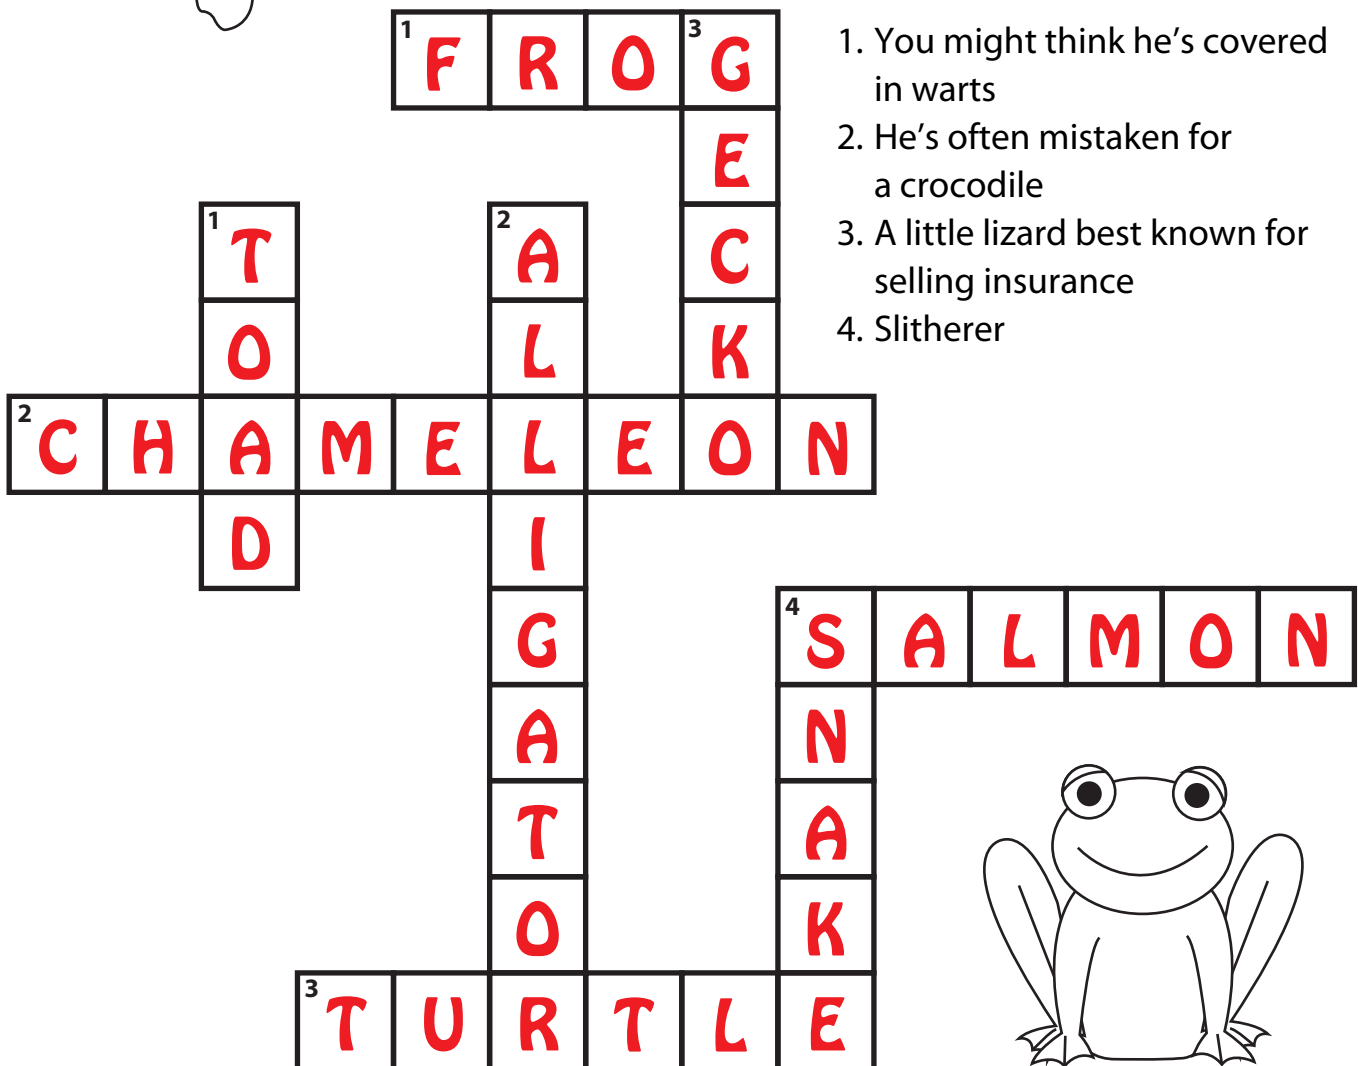 1 F R O 3 G
E
1 T 2 A C
O L K
2 C H A M E L E O N
D I
G 4 S A L M O N
A N
T A
O K
3 T U R T L E
1. You might think he’s covered
in warts
2. He’s often mistaken for
a crocodile
3. A little lizard best known for
selling insurance
4. Slitherer